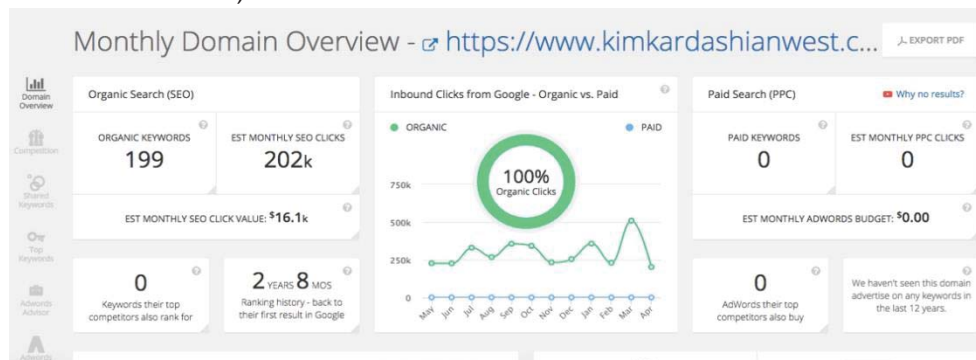 Monthly Domain Overview - https://www.kimkardashianwest.c...
EXPORT PDF
Domain
Overview
Competition
Shared
Keywords
Top
Keywords
Adwords
Advisor
Adwords
Organic Search (SEO)
ORGANIC KEYWORDS
199
EST MONTHLY SEO CLICKS
202k
EST MONTHLY SEO CLICK VALUE: $16.1k
0
Keywords their top
competitors also rank for
2 YEARS 8 MOS
Ranking history - back to
their first result in Google
Inbound Clicks from Google - Organic vs. Paid
ORGANIC
PAID
100%
Organic Clicks
750k
500k
250k
0
May Jun Jul Aug Sep Oct Nov Dec Jan Feb Mar Apr
Paid Search (PPC)
Why no results?
PAID KEYWORDS
0
EST MONTHLY PPC CLICKS
0
EST MONTHLY ADWORDS BUDGET: $0.00
0
AdWords their top
competitors also buy
We haven't seen this domain
advertise on any keywords in
the last 12 years.